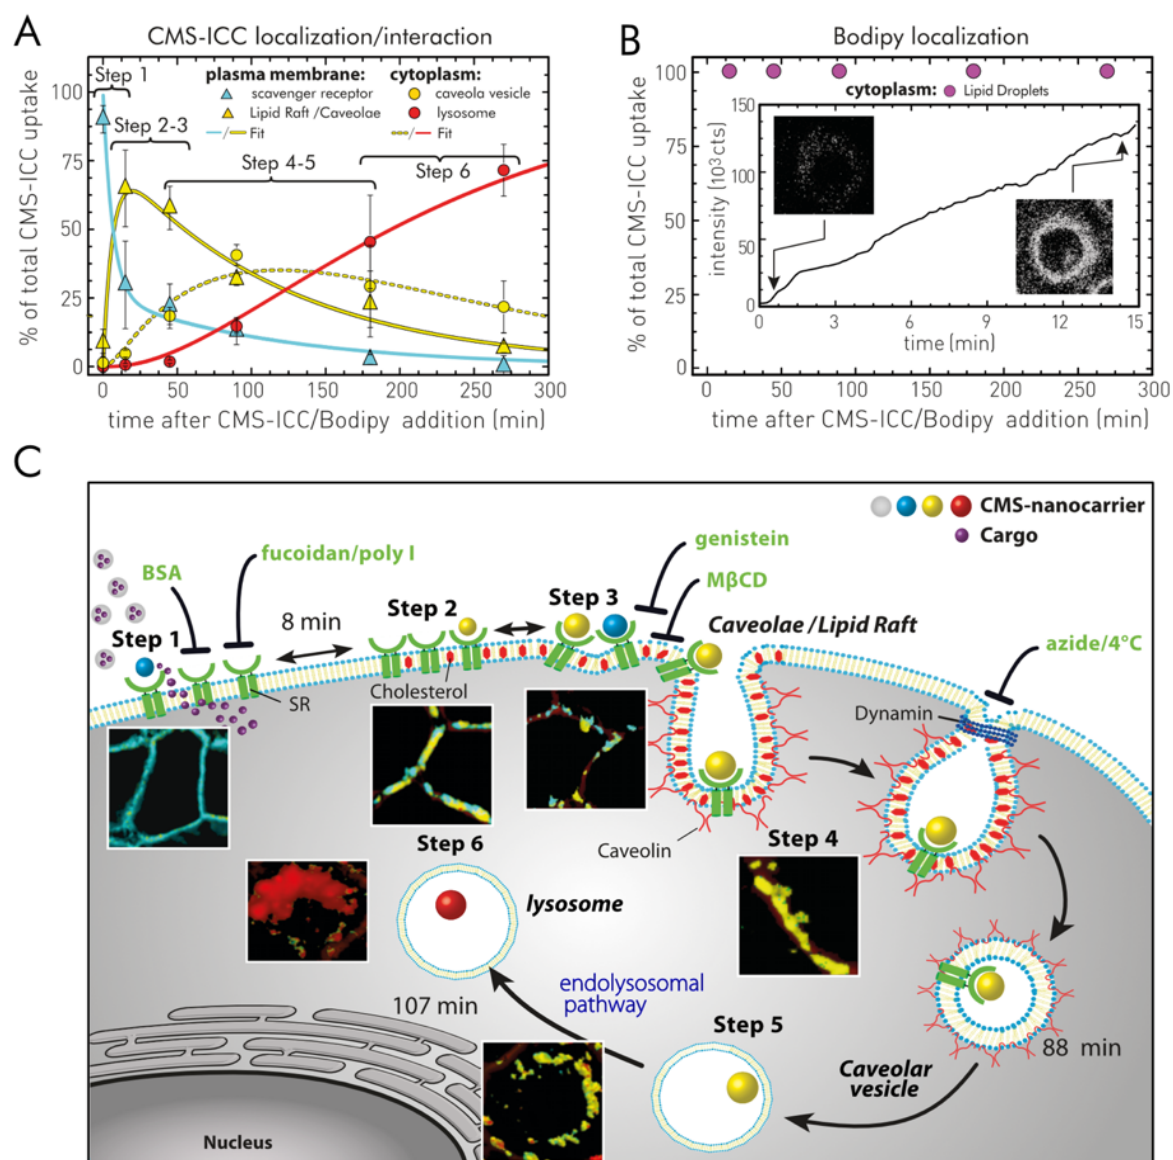 A
CMS-ICC localization/interaction
Step 1
plasma membrane:
cytoplasm:
scavenger receptor
caveola vesicle
Lipid Raft /Caveolae
lysosome
Fit
Fit
Step 2-3
Step 4-5
Step 6
% of total CMS-ICC uptake
100
75
50
25
0
0 50 100 150 200 250 300
time after CMS-ICC/Bodipy addition (min)
B
Bodipy localization
cytoplasm: Lipid Droplets
% of total CMS-ICC uptake
100
75
50
25
0
intensity (10³ cts)
150
100
50
0
0 3 6 9 12 15
time (min)
0 50 100 150 200 250 300
time after CMS-ICC/Bodipy addition (min)
C
CMS-nanocarrier
Cargo
BSA
fucoidan/poly I
genistein
MβCD
azide/4°C
Step 1
8 min
Step 2
Step 3
Caveolae /Lipid Raft
SR
Cholesterol
Dynamin
Caveolin
Step 4
Step 6
lysosome
endolysosomal
pathway
107 min
Step 5
88 min
Caveolar
vesicle
Nucleus